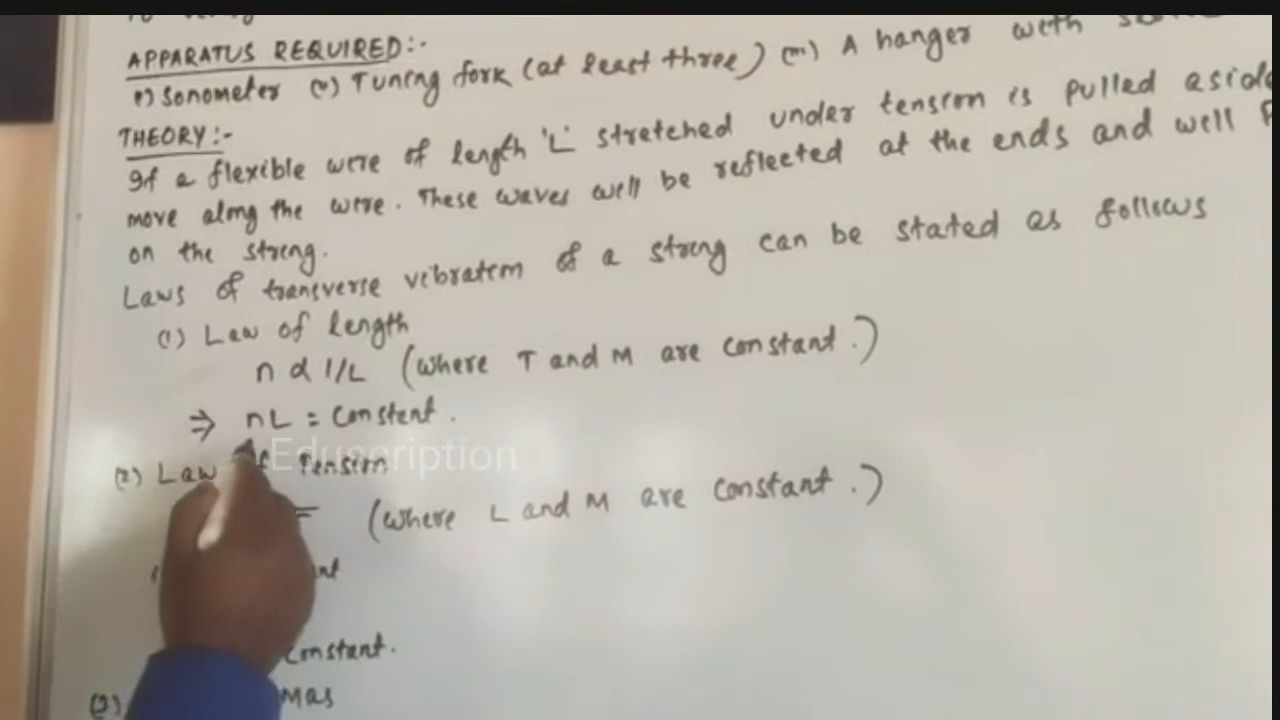 APPARATUS REQUIRED:-
Sonometer Tuning fork (at least three) A hanger with
THEORY:-
If a flexible wire of length 'L' stretched under tension is pulled aside
move along the wire. These waves will be reflected at the ends and will
on the string.
Laws of transverse vibration of a string can be stated as follows
(1) Law of length
n α 1/L (where T and M are constant.)
⇒ nL = Constant.
(2) Law Tension
(where L and M are constant.)
Constant.
(3) Mas
Eduscription